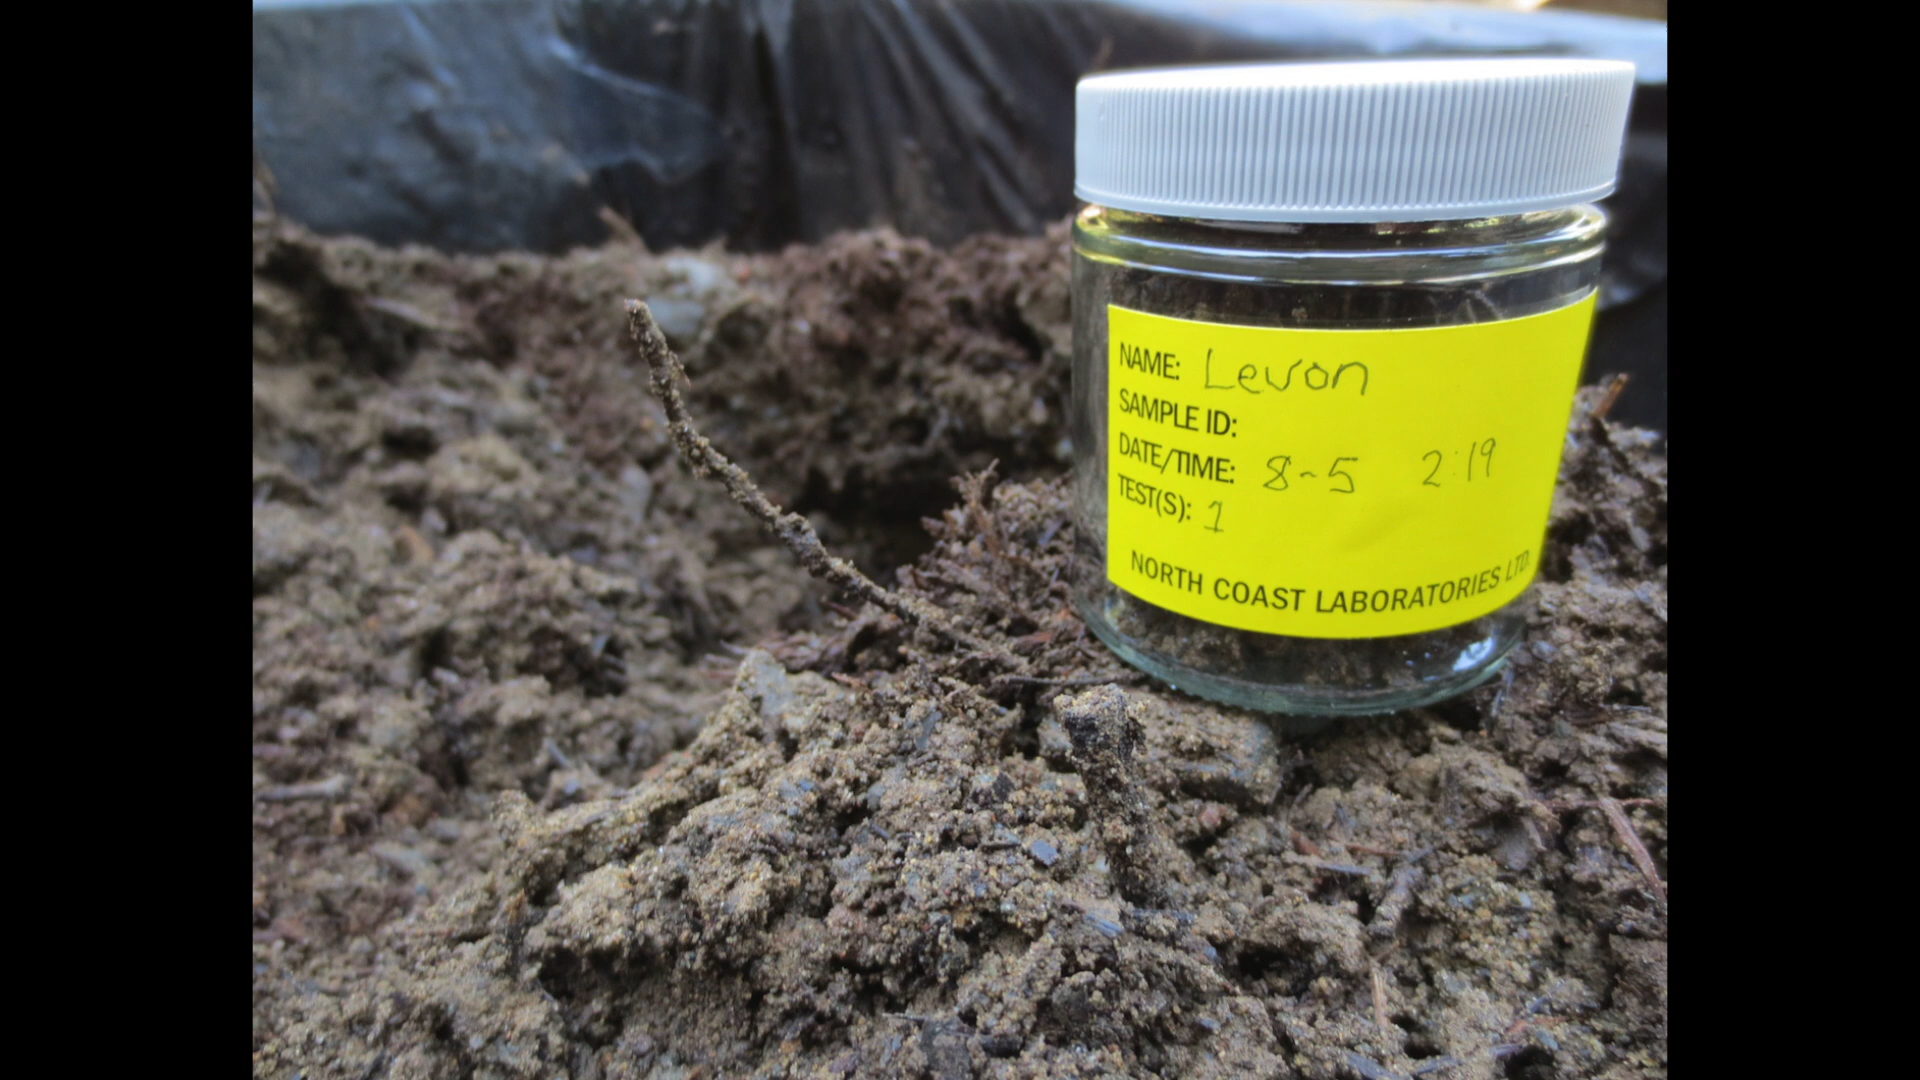 NAME: Levon
SAMPLE ID:
DATE/TIME: 8-5 2:19
TEST(S): 1
NORTH COAST LABORATORIES LTD.